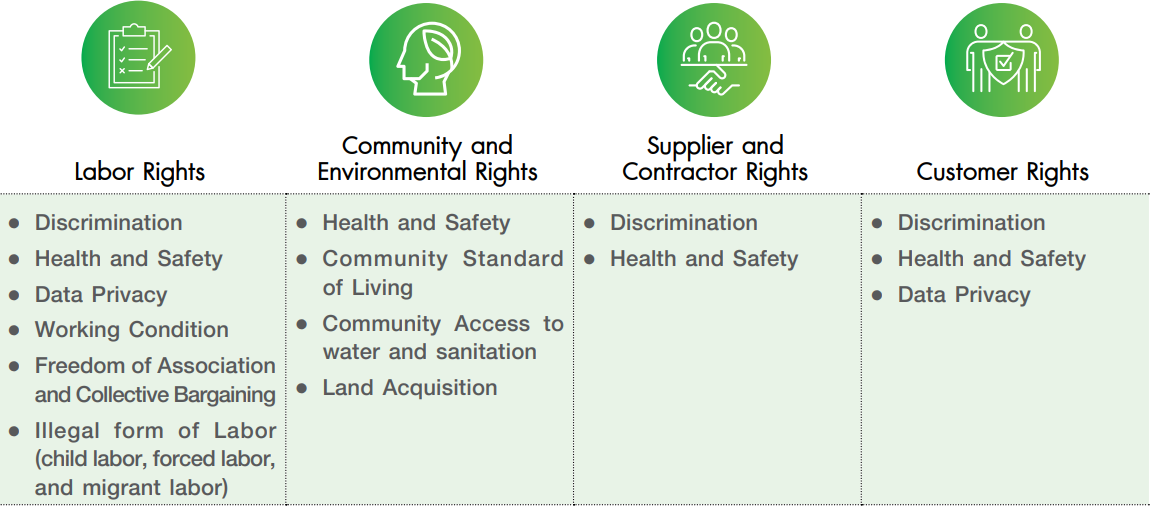 Labor Rights
Community and
Environmental Rights
Supplier and
Contractor Rights
Customer Rights
● Discrimination
● Health and Safety
● Data Privacy
● Working Condition
● Freedom of Association
and Collective Bargaining
● Illegal form of Labor
(child labor, forced labor,
and migrant labor)
● Health and Safety
● Community Standard
of Living
● Community Access to
water and sanitation
● Land Acquisition
● Discrimination
● Health and Safety
● Discrimination
● Health and Safety
● Data Privacy